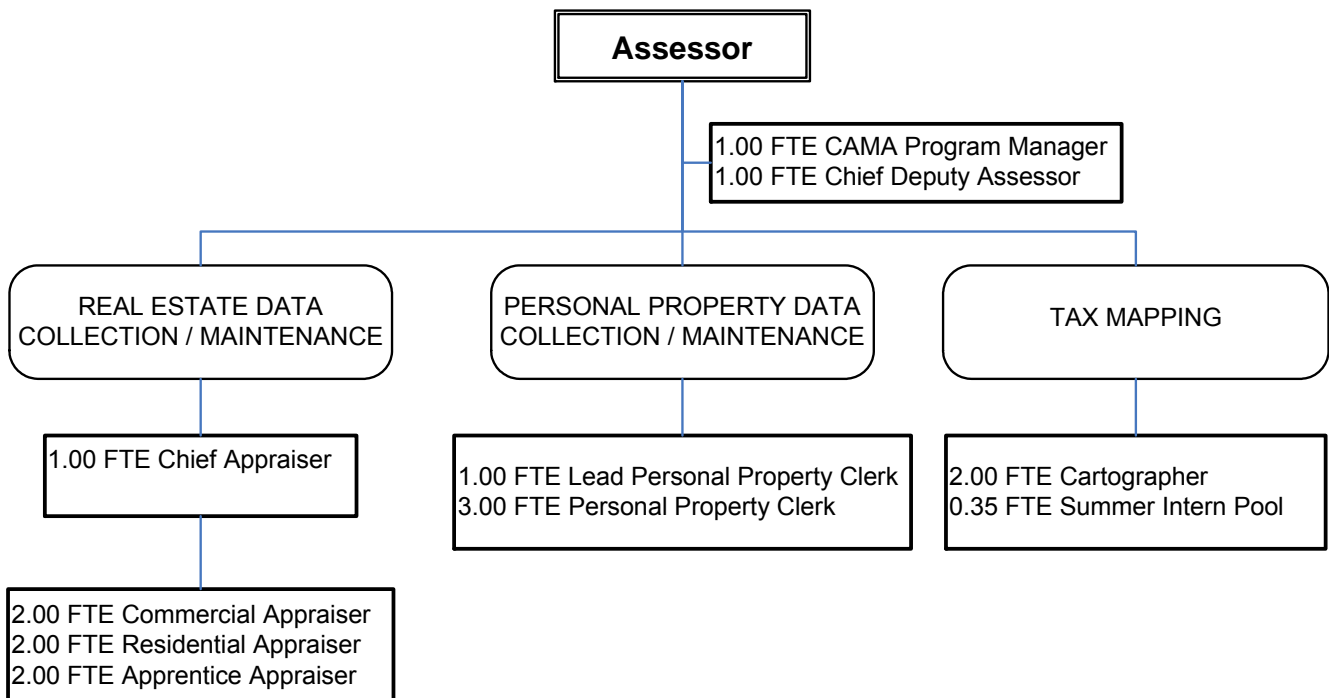 Assessor
1.00 FTE CAMA Program Manager
1.00 FTE Chief Deputy Assessor
REAL ESTATE DATA
COLLECTION / MAINTENANCE
PERSONAL PROPERTY DATA
COLLECTION / MAINTENANCE
TAX MAPPING
1.00 FTE Chief Appraiser
1.00 FTE Lead Personal Property Clerk
3.00 FTE Personal Property Clerk
2.00 FTE Cartographer
0.35 FTE Summer Intern Pool
2.00 FTE Commercial Appraiser
2.00 FTE Residential Appraiser
2.00 FTE Apprentice Appraiser